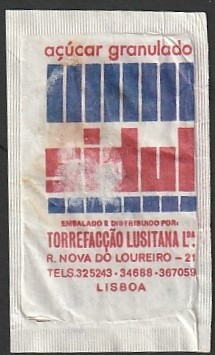 açúcar granulado
sidul
EMBALADO E DISTRIBUIDO POR:
TORREFACÇÃO LUSITANA Lᴰᴬ.
R. NOVA DO LOUREIRO - 21
TELS. 325243 - 34688 - 367059
LISBOA